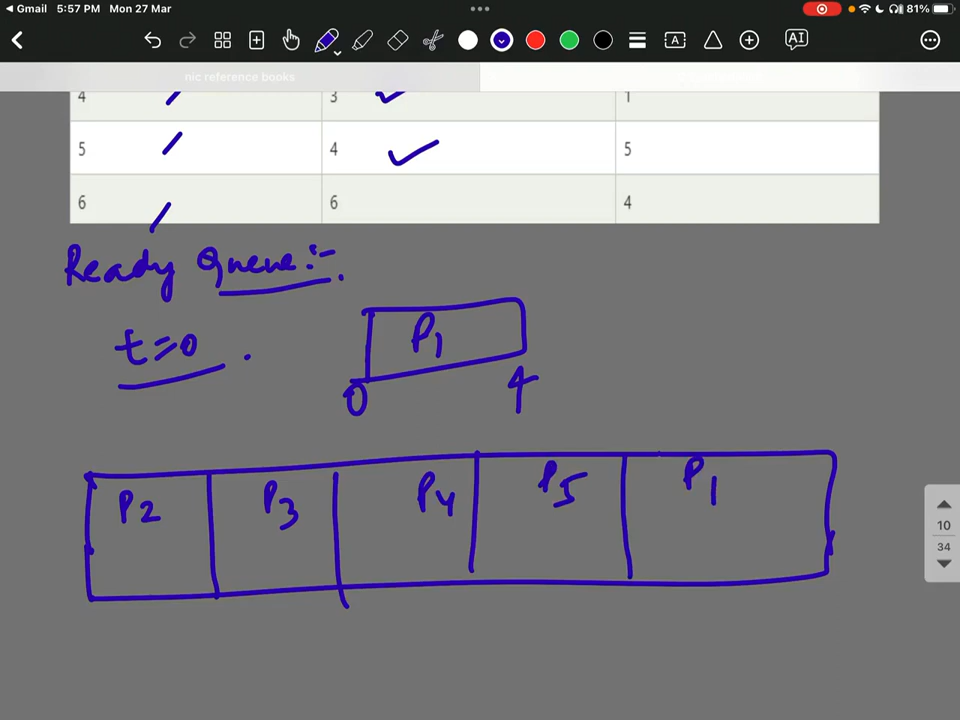 Gmail 5:57 PM Mon 27 Mar 81%
AI
nic reference books
4 3 1
5 4 5
6 6 4
Ready Queue:-
t=0
P1
0 4
P2 P3 P4 P5 P1
10
34